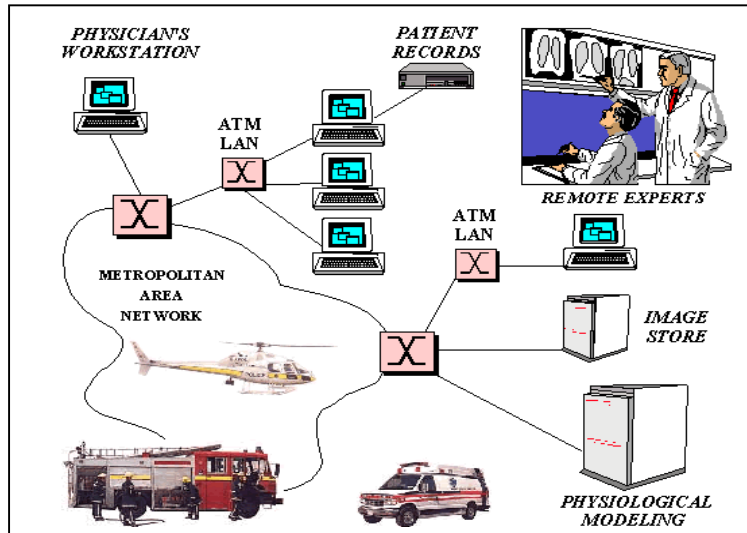 PHYSICIAN'S
WORKSTATION
PATIENT
RECORDS
ATM
LAN
REMOTE EXPERTS
ATM
LAN
METROPOLITAN
AREA
NETWORK
IMAGE
STORE
PHYSIOLOGICAL
MODELING